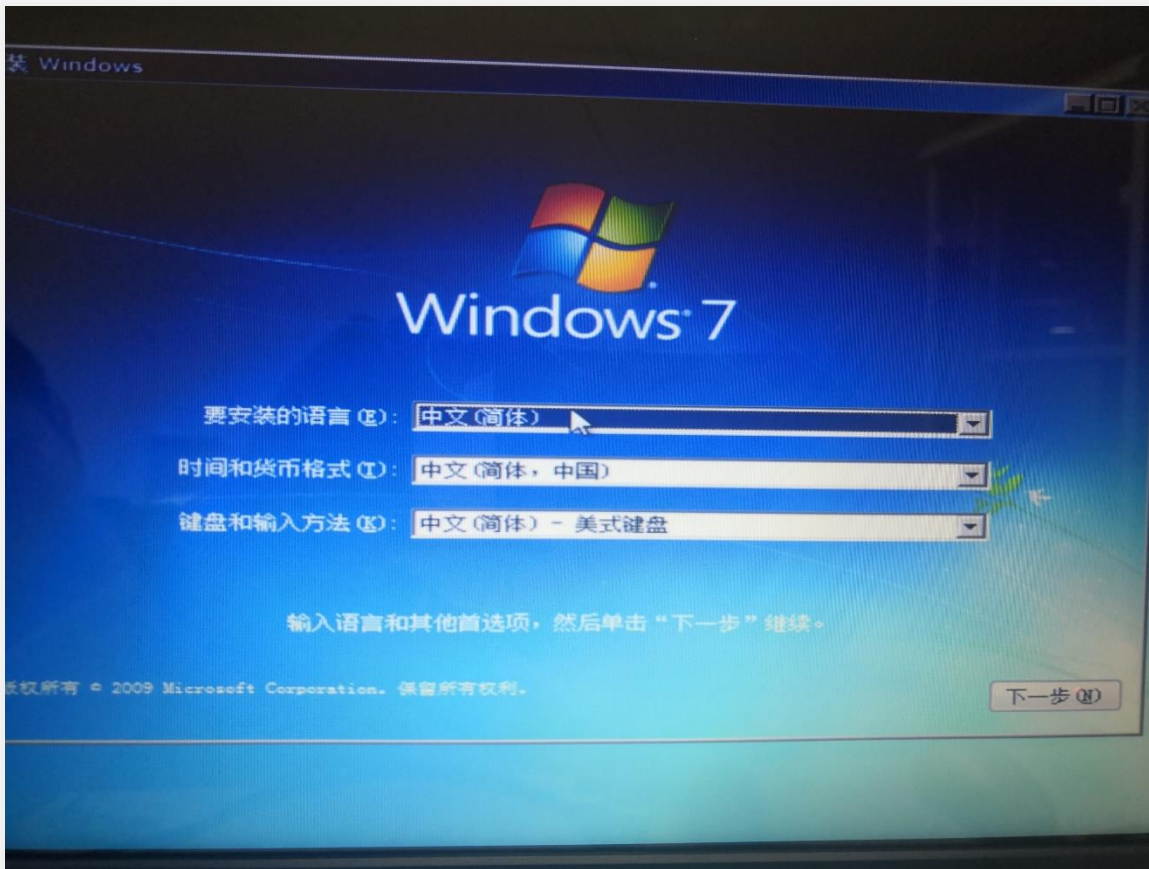 装 Windows
Windows 7
要安装的语言(E): 中文(简体)
时间和货币格式(T): 中文(简体，中国)
键盘和输入方法(K): 中文(简体) - 美式键盘
输入语言和其他首选项，然后单击“下一步”继续。
版权所有 © 2009 Microsoft Corporation。保留所有权利。
下一步(N)